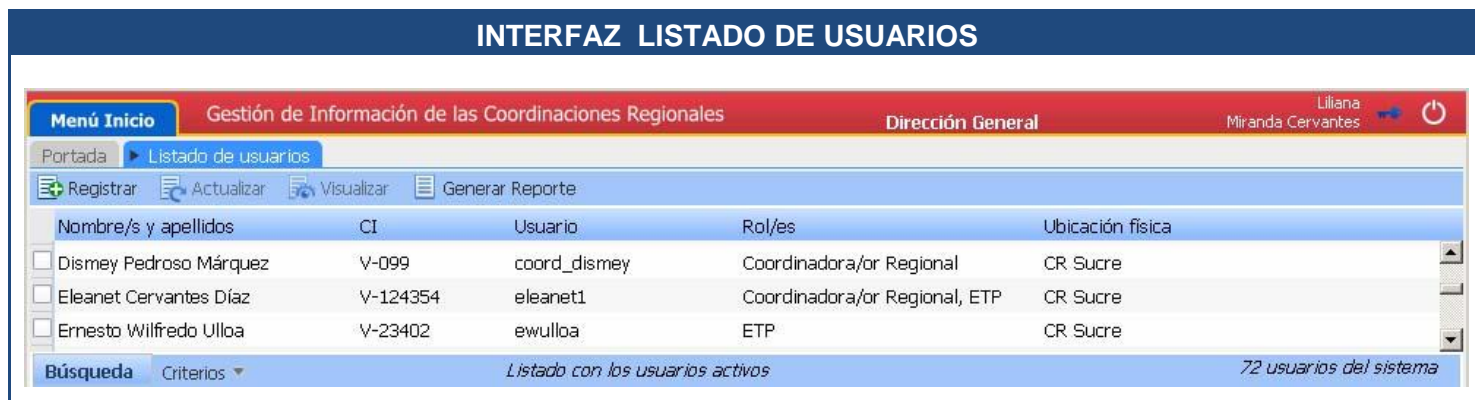 INTERFAZ LISTADO DE USUARIOS
Menú Inicio Gestión de Información de las Coordinaciones Regionales Dirección General Liliana Miranda Cervantes
Portada Listado de usuarios
Registrar Actualizar Visualizar Generar Reporte
Nombre/s y apellidos CI Usuario Rol/es Ubicación física
Dismey Pedroso Márquez V-099 coord_dismey Coordinadora/or Regional CR Sucre
Eleanet Cervantes Díaz V-124354 eleanet1 Coordinadora/or Regional, ETP CR Sucre
Ernesto Wilfredo Ulloa V-23402 ewulloa ETP CR Sucre
Búsqueda Criterios Listado con los usuarios activos 72 usuarios del sistema